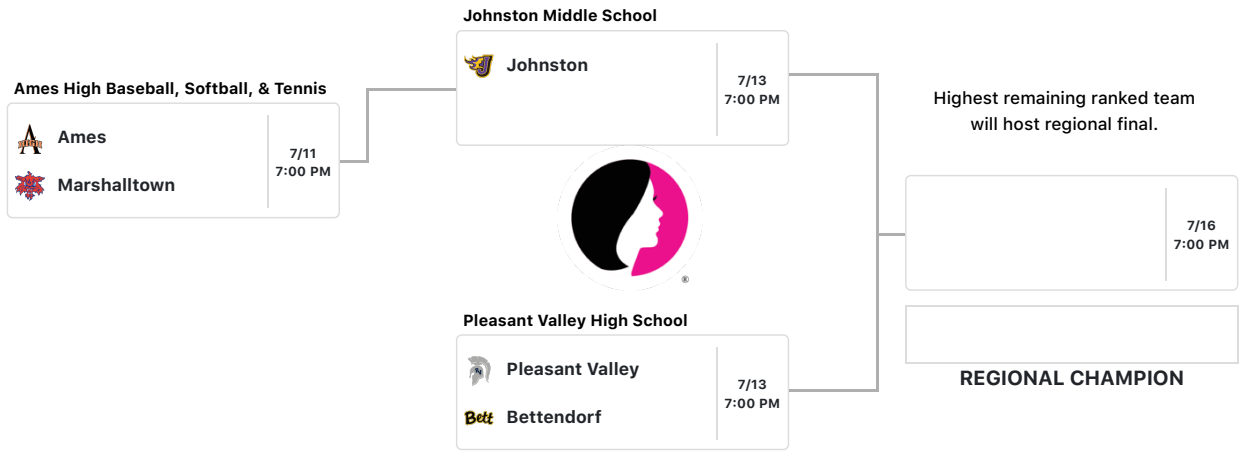 Johnston Middle School
Johnston
7/13
7:00 PM
Ames High Baseball, Softball, & Tennis
Ames
Marshalltown
7/11
7:00 PM
Highest remaining ranked team
will host regional final.
7/16
7:00 PM
®
Pleasant Valley High School
Pleasant Valley
Bett
Bettendorf
7/13
7:00 PM
REGIONAL CHAMPION